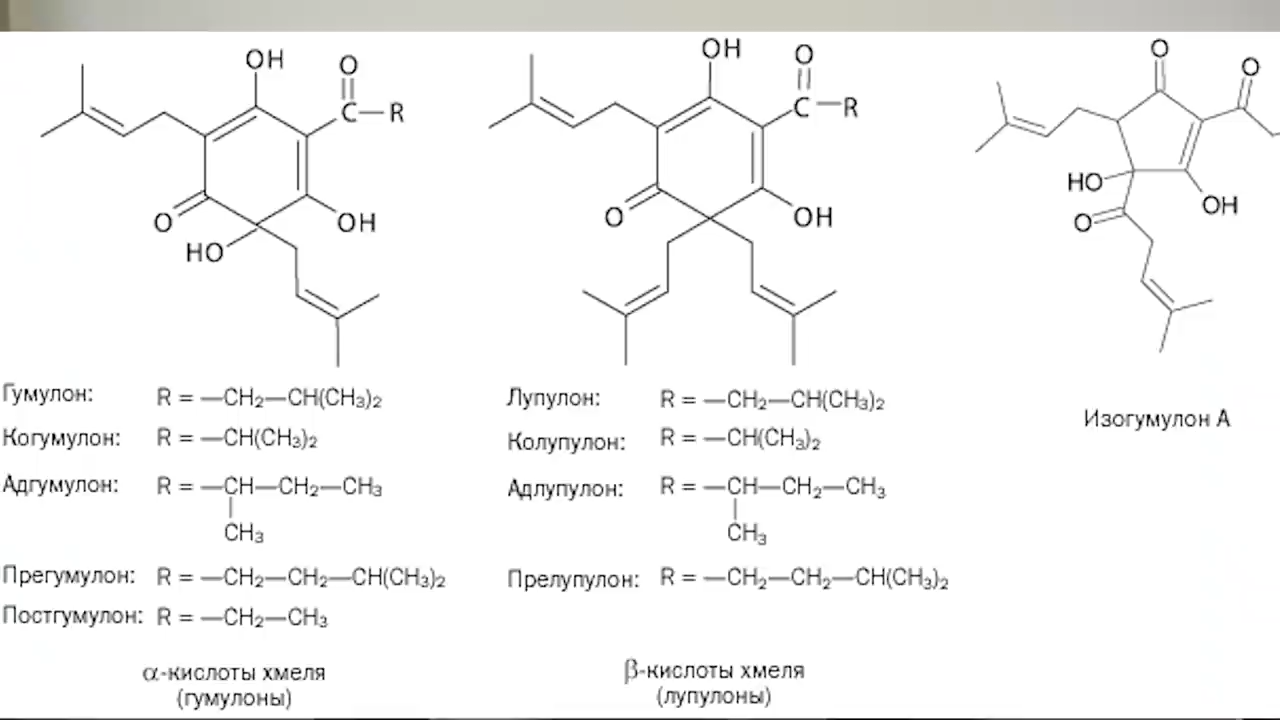 OH
O
C—R
O
HO
OH
Гумулон: R = —CH₂—CH(CH₃)₂
Когумулон: R = —CH(CH₃)₂
Адгумулон: R = —CH—CH₂—CH₃
CH₃
Прегумулон: R = —CH₂—CH₂—CH(CH₃)₂
Постгумулон: R = —CH₂—CH₃
α-кислоты хмеля
(гумулоны)
OH
O
C—R
O
OH
Лупулон: R = —CH₂—CH(CH₃)₂
Колупулон: R = —CH(CH₃)₂
Адлупулон: R = —CH—CH₂—CH₃
CH₃
Прелупулон: R = —CH₂—CH₂—CH(CH₃)₂
β-кислоты хмеля
(лупулоны)
O
O
HO
OH
O
Изогумулон А